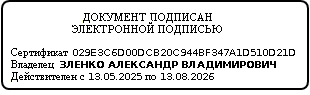 ДОКУМЕНТ ПОДПИСАН
ЭЛЕКТРОННОЙ ПОДПИСЬЮ
Сертификат 029E3C6D00DCB20C944BF347A1D510D21D
Владелец ЗЛЕНКО АЛЕКСАНДР ВЛАДИМИРОВИЧ
Действителен с 13.05.2025 по 13.08.2026